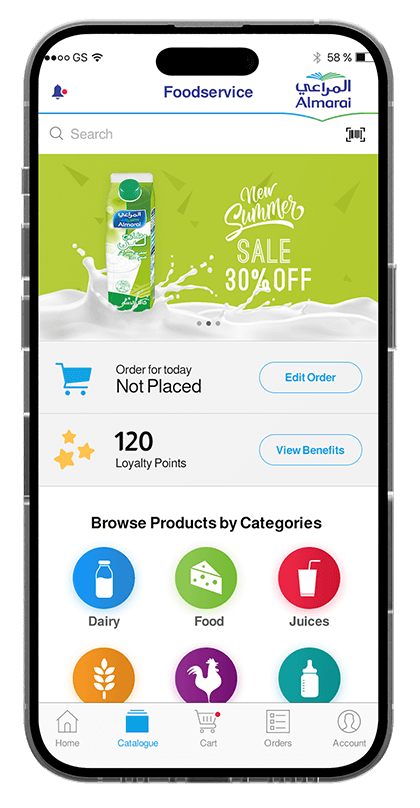 GS
58 %
Foodservice
المراعي
Almarai
Search
المراعي
Almarai
New
Summer
SALE
30% OFF
Order for today
Not Placed
Edit Order
120
Loyalty Points
View Benefits
Browse Products by Categories
Dairy
Food
Juices
Home
Catalogue
Cart
Orders
Account